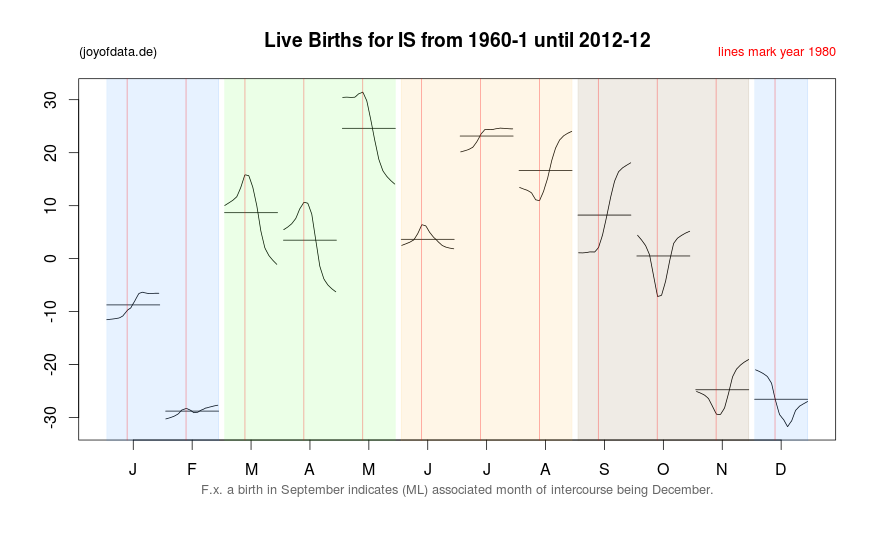 Live Births for IS from 1960-1 until 2012-12
(joyofdata.de)
lines mark year 1980
30
20
10
0
-10
-20
-30
J F M A M J J A S O N D
F.x. a birth in September indicates (ML) associated month of intercourse being December.